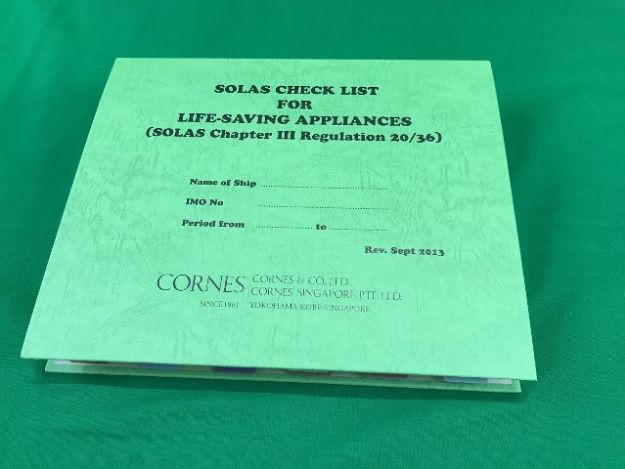 SOLAS CHECK LIST
FOR
LIFE-SAVING APPLIANCES
(SOLAS Chapter III Regulation 20/36)
Name of Ship ........................................
IMO No ........................................
Period from .................. to ..................
Rev. Sept 2013
CORNES CORNES & CO., LTD.
CORNES SINGAPORE PTE. LTD.
SINCE 1861 YOKOHAMA·KOBE·SINGAPORE